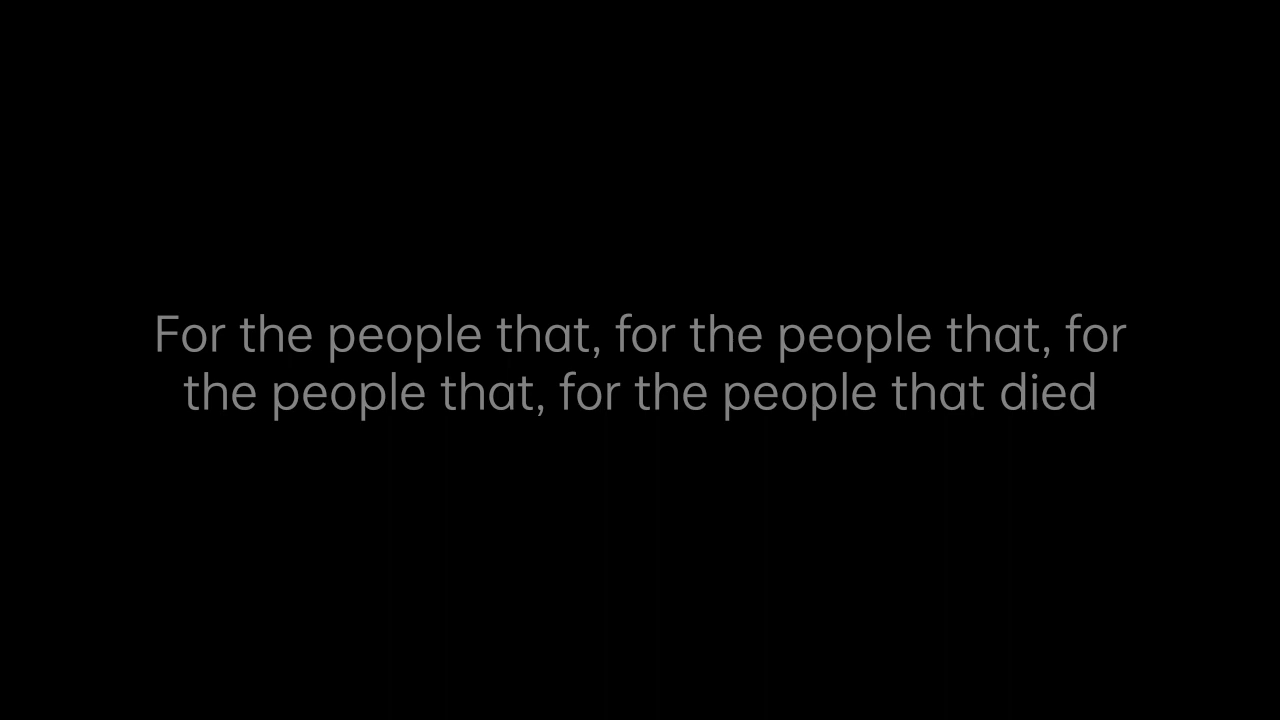 For the people that, for the people that, for
the people that, for the people that died